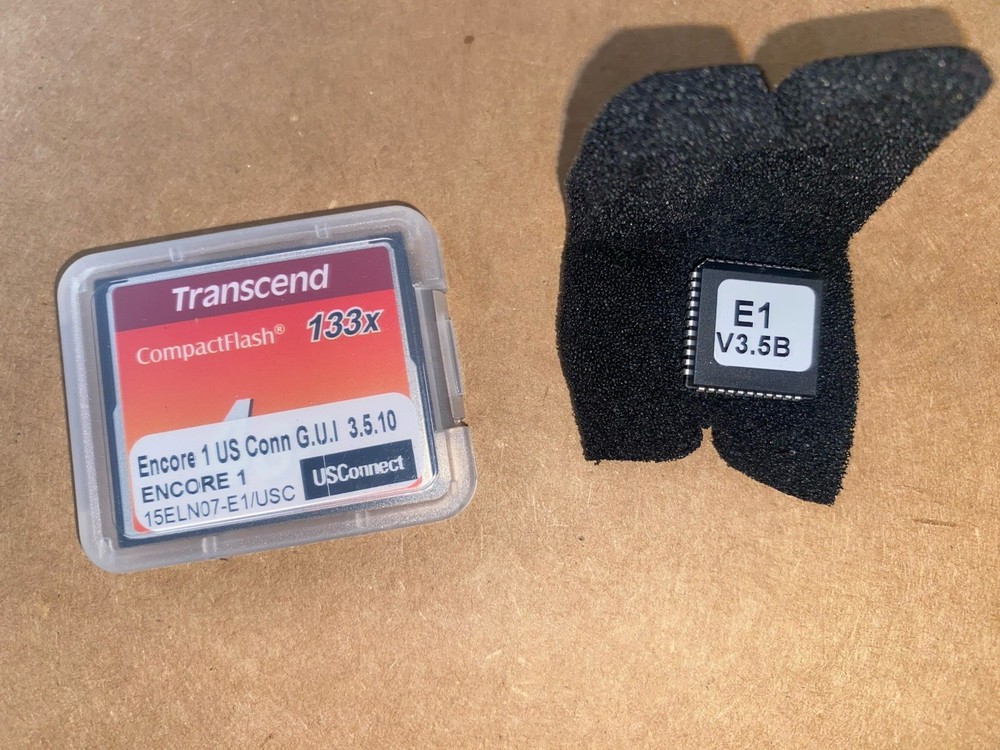 Transcend
CompactFlash® 133x
Encore 1 US Conn G.U.I 3.5.10
ENCORE 1
15ELN07-E1/USC
USConnect
E1
V3.5B